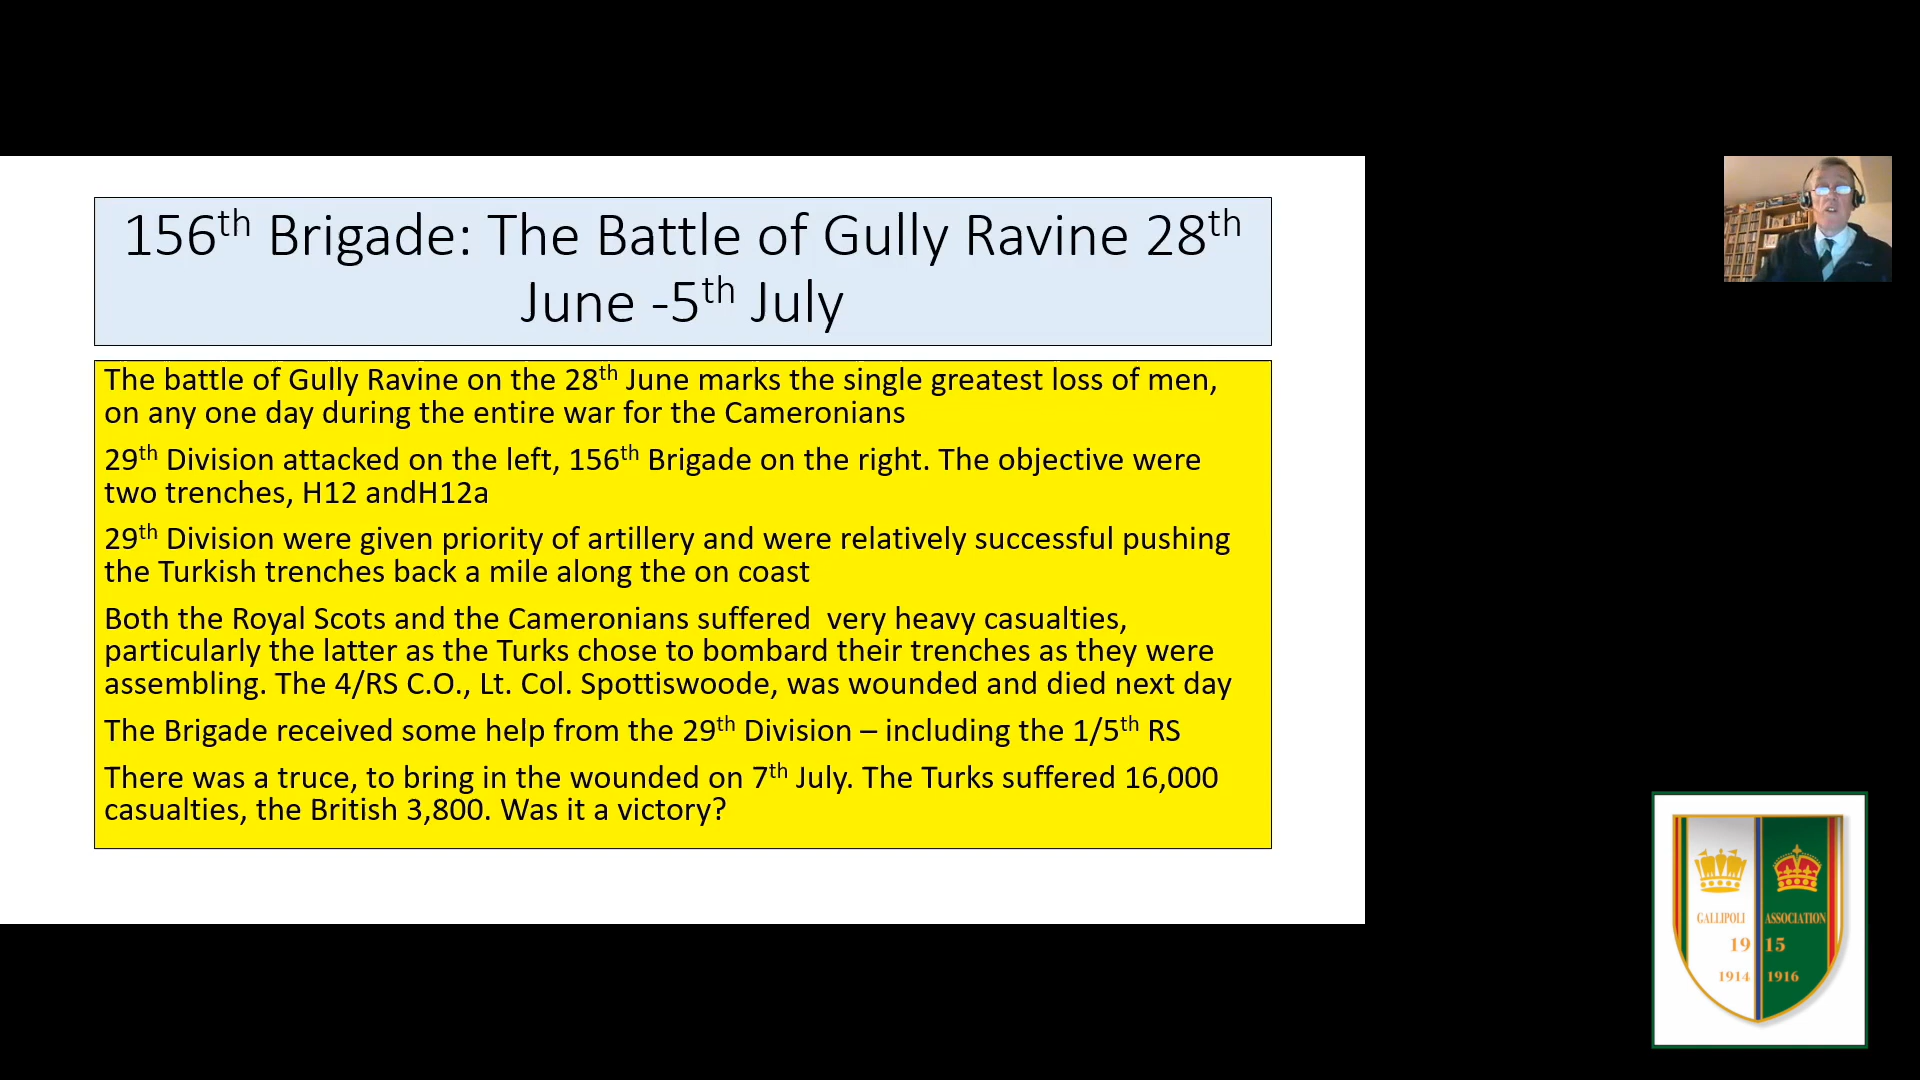 156th Brigade: The Battle of Gully Ravine 28th
June -5th July
The battle of Gully Ravine on the 28th June marks the single greatest loss of men,
on any one day during the entire war for the Cameronians
29th Division attacked on the left, 156th Brigade on the right. The objective were
two trenches, H12 andH12a
29th Division were given priority of artillery and were relatively successful pushing
the Turkish trenches back a mile along the on coast
Both the Royal Scots and the Cameronians suffered  very heavy casualties,
particularly the latter as the Turks chose to bombard their trenches as they were
assembling. The 4/RS C.O., Lt. Col. Spottiswoode, was wounded and died next day
The Brigade received some help from the 29th Division – including the 1/5th RS
There was a truce, to bring in the wounded on 7th July. The Turks suffered 16,000
casualties, the British 3,800. Was it a victory?
GALLIPOLI ASSOCIATION
19 15
1914 1916